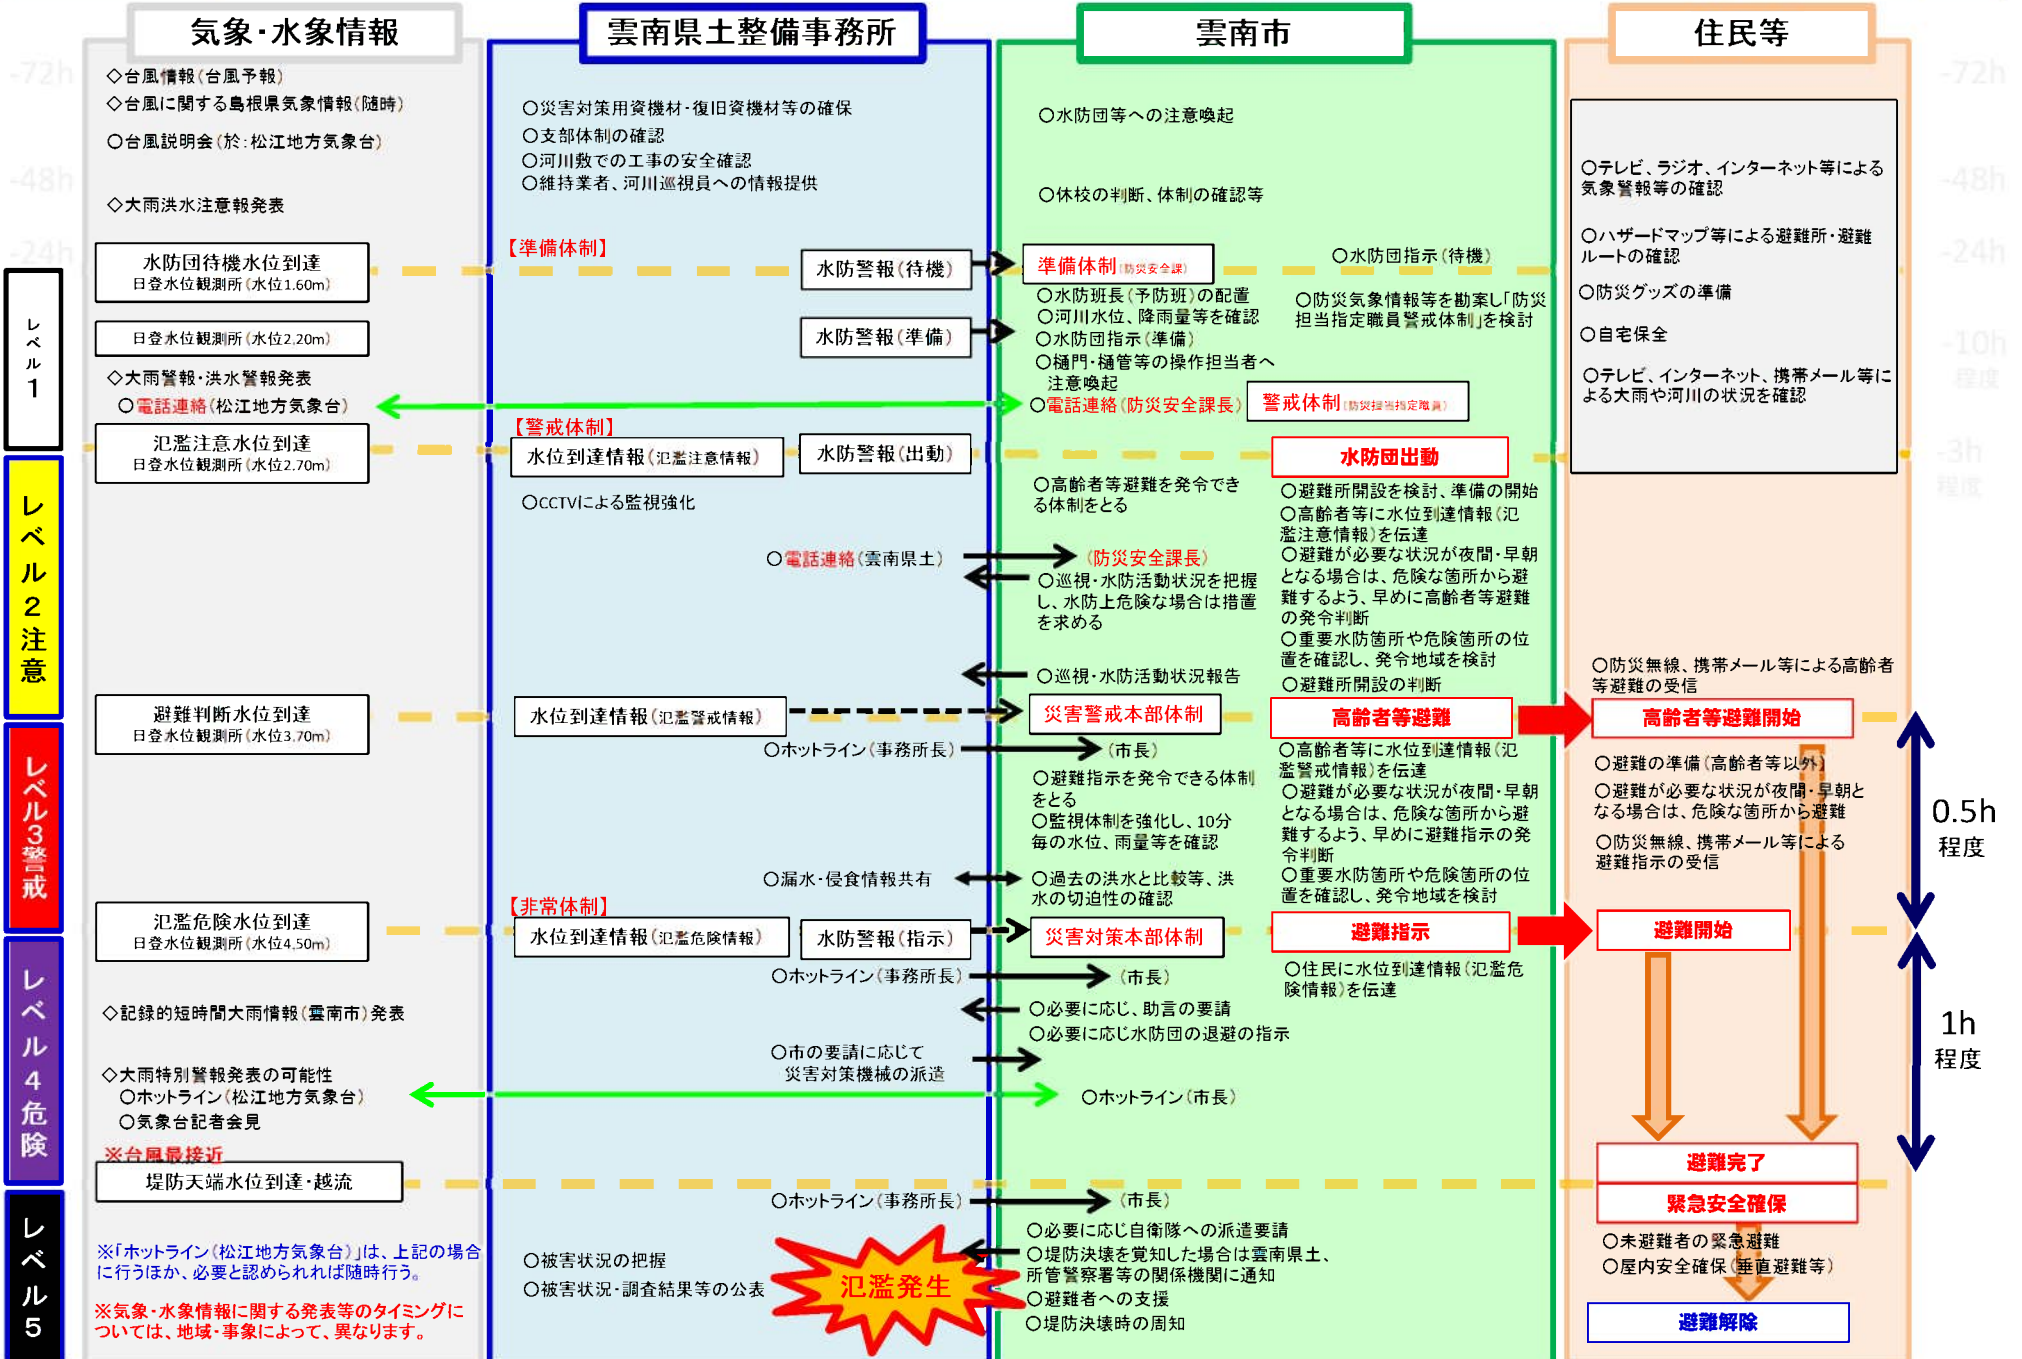 気象・水象情報
雲南県土整備事務所
雲南市
住民等
-72h
-48h
-24h
レベル1
レベル2注意
レベル3警戒
レベル4危険
レベル5
◇台風情報(台風予報)
◇台風に関する島根県気象情報(随時)
○台風説明会(於:松江地方気象台)
◇大雨洪水注意報発表
水防団待機水位到達
日登水位観測所(水位1.60m)
日登水位観測所(水位2.20m)
◇大雨警報・洪水警報発表
○電話連絡(松江地方気象台)
氾濫注意水位到達
日登水位観測所(水位2.70m)
避難判断水位到達
日登水位観測所(水位3.70m)
氾濫危険水位到達
日登水位観測所(水位4.50m)
◇記録的短時間大雨情報(雲南市)発表
◇大雨特別警報発表の可能性
○ホットライン(松江地方気象台)
○気象台記者会見
※台風最接近
堤防天端水位到達・越流
※「ホットライン(松江地方気象台)」は、上記の場合
に行うほか、必要と認められれば随時行う。
※気象・水象情報に関する発表等のタイミングに
ついては、地域・事象によって、異なります。
○災害対策用資機材・復旧資機材等の確保
○支部体制の確認
○河川敷での工事の安全確認
○維持業者、河川巡視員への情報提供
【準備体制】
水防警報(待機)
水防警報(準備)
【警戒体制】
水位到達情報(氾濫注意情報)
水防警報(出動)
○CCTVによる監視強化
○電話連絡(雲南県土)
水位到達情報(氾濫警戒情報)
○ホットライン(事務所長)
○漏水・侵食情報共有
【非常体制】
水位到達情報(氾濫危険情報)
水防警報(指示)
○ホットライン(事務所長)
○市の要請に応じて
災害対策機械の派遣
○ホットライン(事務所長)
○被害状況の把握
○被害状況・調査結果等の公表
氾濫発生
○水防団等への注意喚起
○休校の判断、体制の確認等
準備体制(防災安全課)
○水防団指示(待機)
○水防班長(予防班)の配置
○河川水位、降雨量等を確認
○水防団指示(準備)
○樋門・樋管等の操作担当者へ
注意喚起
○防災気象情報等を勘案し「防災
担当指定職員警戒体制」を検討
○電話連絡(防災安全課長)
警戒体制(防災担当指定職員)
水防団出動
○高齢者等避難を発令でき
る体制をとる
(防災安全課長)
○巡視・水防活動状況を把握
し、水防上危険な場合は措置
を求める
○巡視・水防活動状況報告
○避難所開設を検討、準備の開始
○高齢者等に水位到達情報(氾
濫注意情報)を伝達
○避難が必要な状況が夜間・早朝
となる場合は、危険な箇所から避
難するよう、早めに高齢者等避難
の発令判断
○重要水防箇所や危険箇所の位
置を確認し、発令地域を検討
○避難所開設の判断
災害警戒本部体制
高齢者等避難
(市長)
○避難指示を発令できる体制
をとる
○監視体制を強化し、10分
毎の水位、雨量等を確認
○過去の洪水と比較等、洪
水の切迫性の確認
○高齢者等に水位到達情報(氾
濫警戒情報)を伝達
○避難が必要な状況が夜間・早朝
となる場合は、危険な箇所から避
難するよう、早めに避難指示の発
令判断
○重要水防箇所や危険箇所の位
置を確認し、発令地域を検討
災害対策本部体制
避難指示
(市長)
○住民に水位到達情報(氾濫危
険情報)を伝達
○必要に応じ、助言の要請
○必要に応じ水防団の退避の指示
○ホットライン(市長)
(市長)
○必要に応じ自衛隊への派遣要請
○堤防決壊を覚知した場合は雲南県土、
所管警察署等の関係機関に通知
○避難者への支援
○堤防決壊時の周知
○テレビ、ラジオ、インターネット等による
気象警報等の確認
○ハザードマップ等による避難所・避難
ルートの確認
○防災グッズの準備
○自宅保全
○テレビ、インターネット、携帯メール等に
よる大雨や河川の状況を確認
○防災無線、携帯メール等による高齢者
等避難の受信
高齢者等避難開始
○避難の準備(高齢者等以外)
○避難が必要な状況が夜間・早朝と
なる場合は、危険な箇所から避難
○防災無線、携帯メール等による
避難指示の受信
避難開始
避難完了
緊急安全確保
○未避難者の緊急避難
○屋内安全確保(垂直避難等)
避難解除
-72h
-48h
-24h
-10h
程度
-3h
程度
0.5h
程度
1h
程度